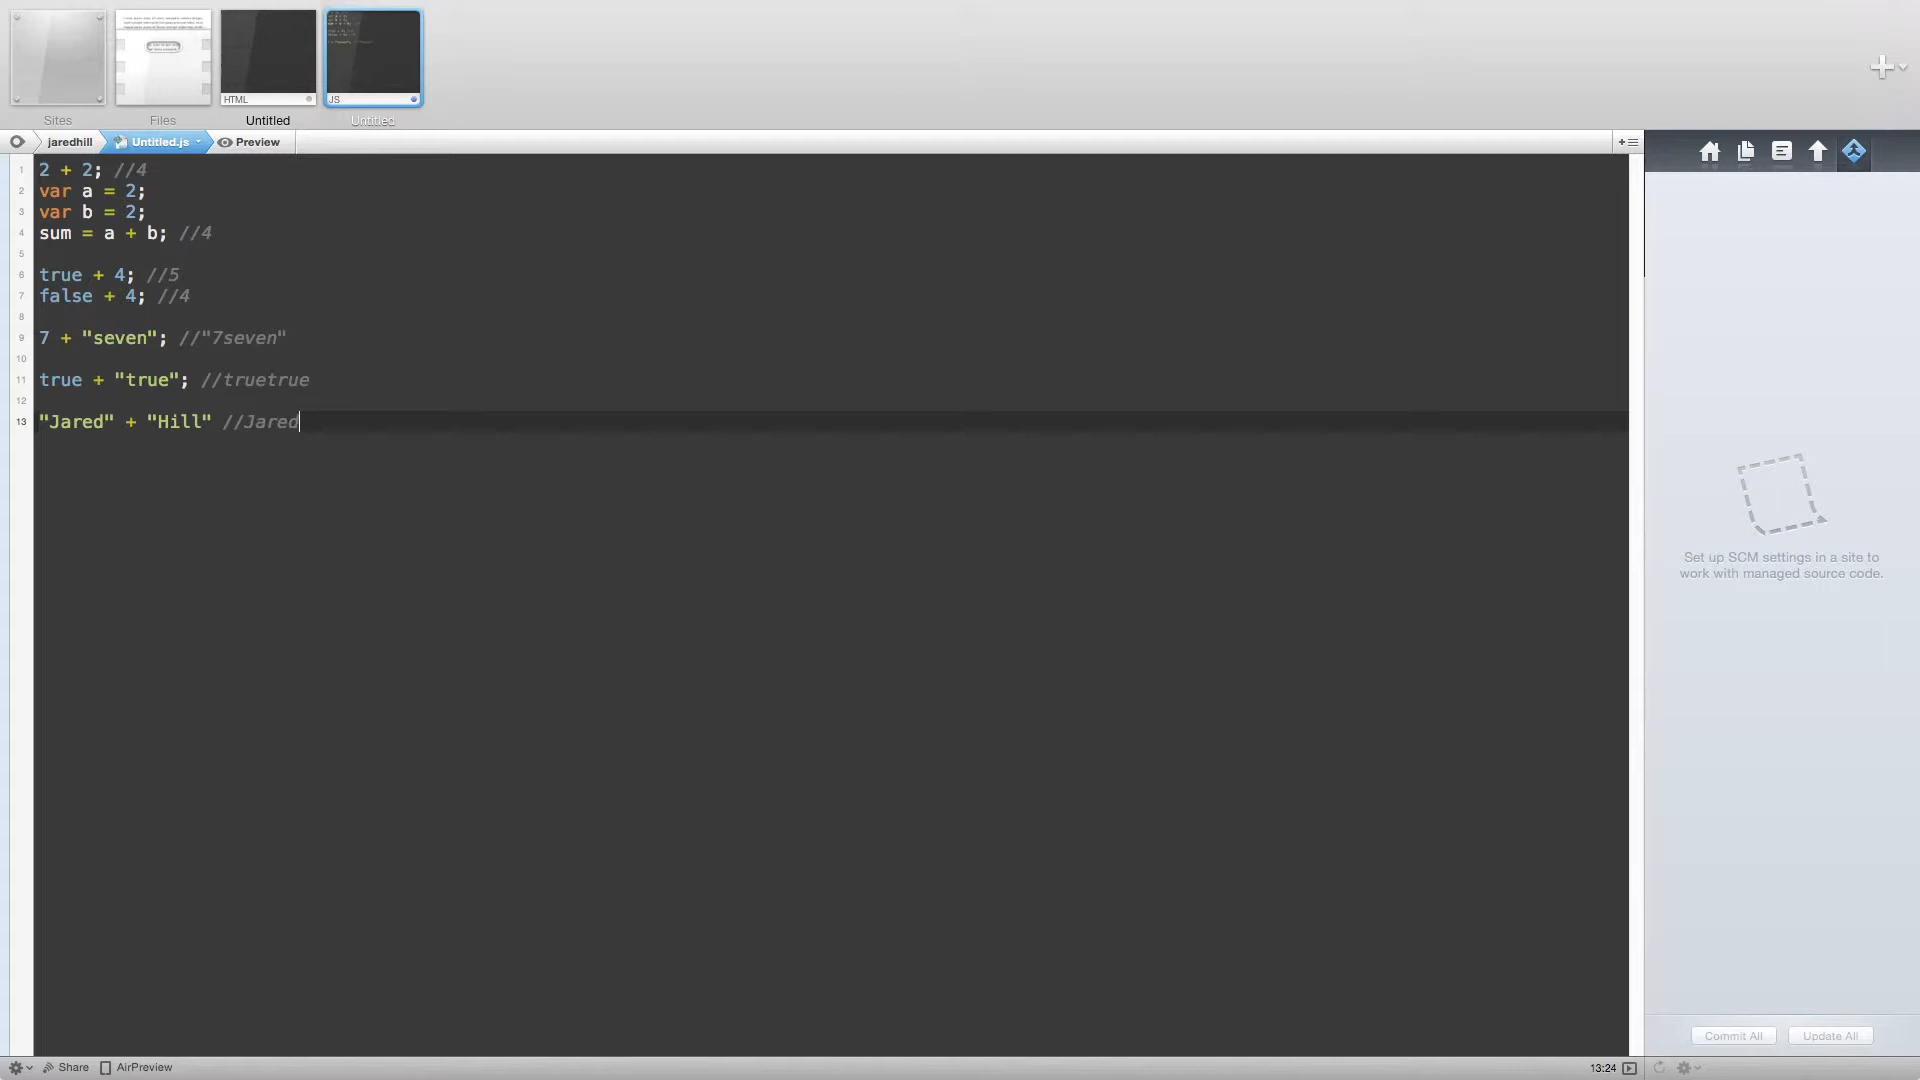 HTML
JS
Sites
Files
Untitled
Untitled
jaredhill
Untitled.js
Preview
1 2 + 2; //4
2 var a = 2;
3 var b = 2;
4 sum = a + b; //4
5
6 true + 4; //5
7 false + 4; //4
8
9 7 + "seven"; //"7seven"
10
11 true + "true"; //truetrue
12
13 "Jared" + "Hill" //Jared
Set up SCM settings in a site to
work with managed source code.
Commit All
Update All
Share
AirPreview
13:24